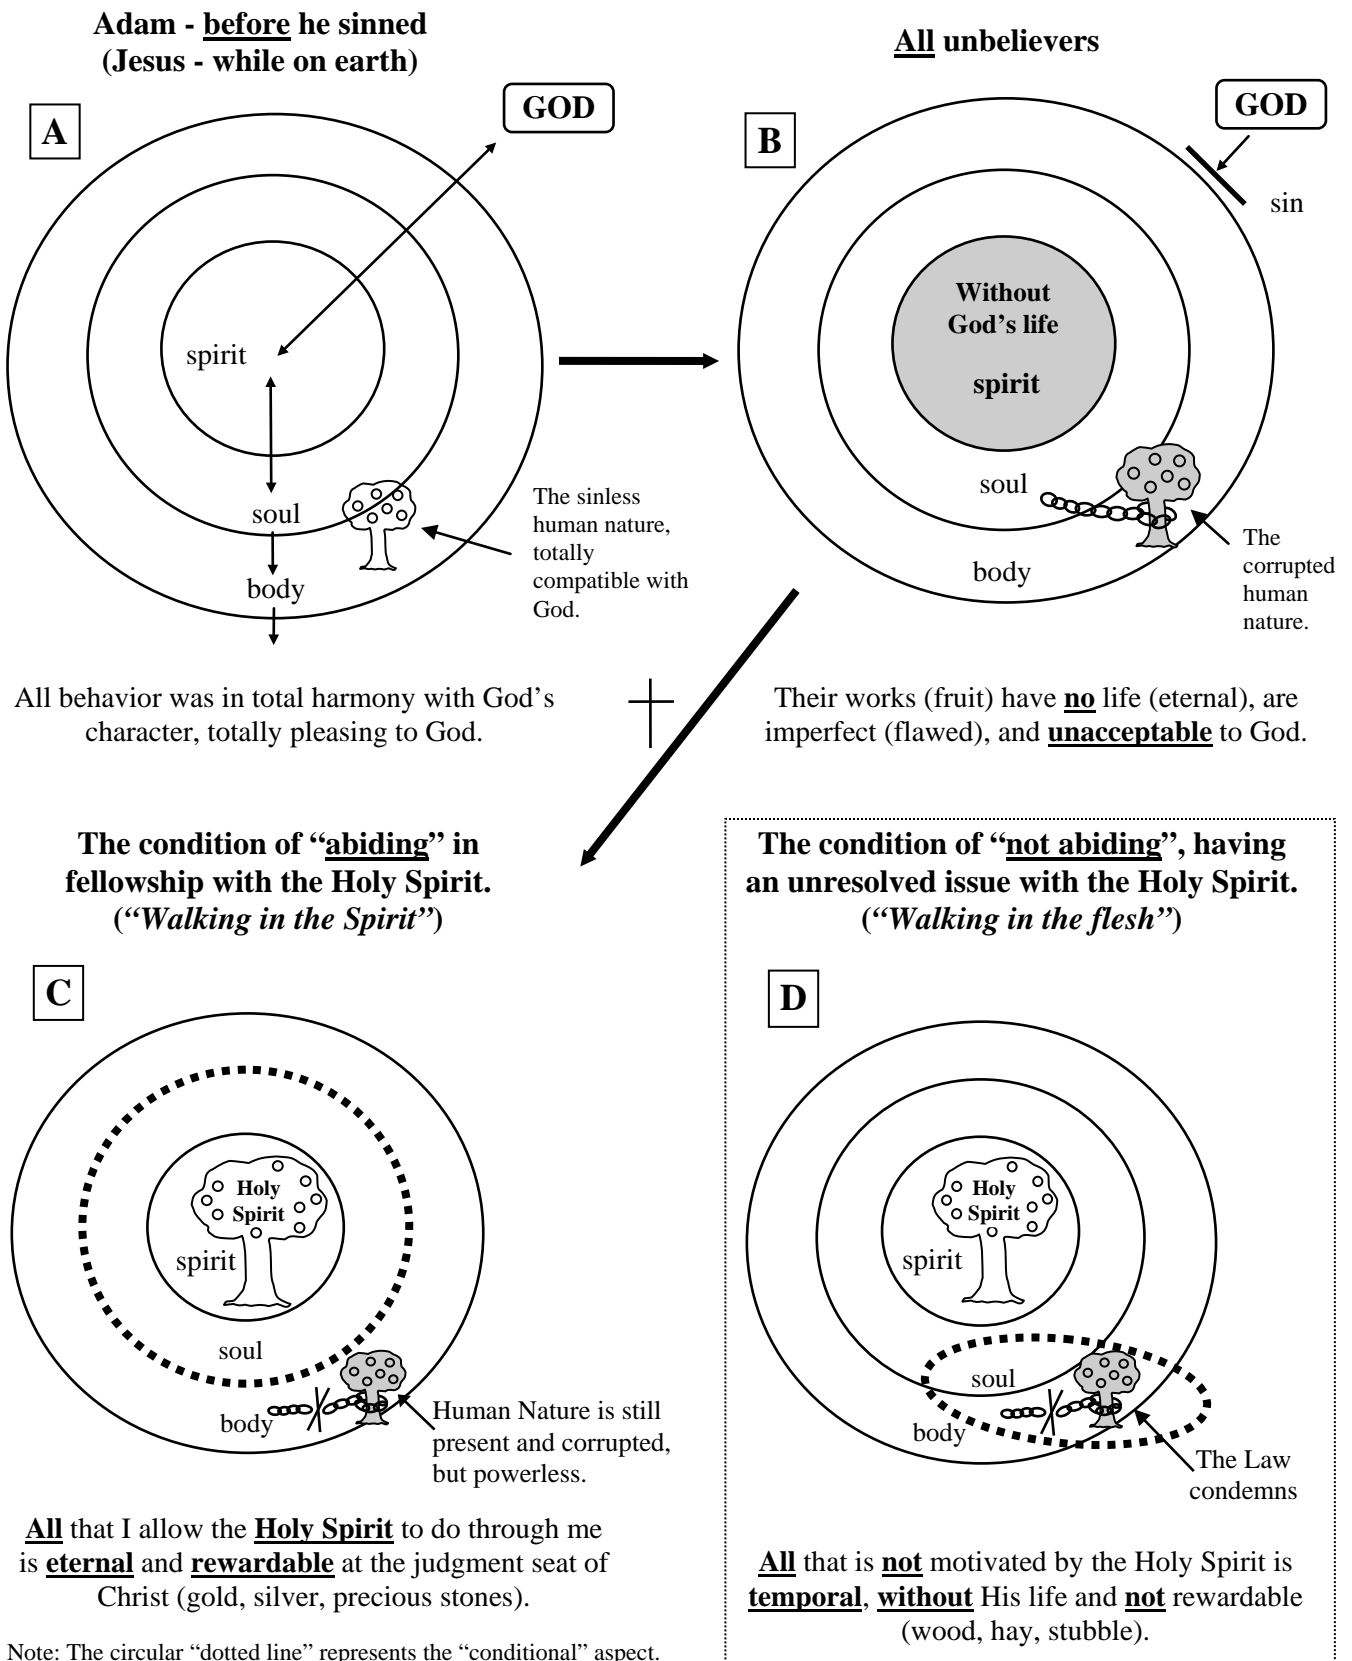 Adam - before he sinned
(Jesus - while on earth)
All unbelievers
A
GOD
spirit
soul
body
The sinless
human nature,
totally
compatible with
God.
All behavior was in total harmony with God's
character, totally pleasing to God.
B
GOD
sin
Without
God's life
spirit
soul
body
The
corrupted
human
nature.
Their works (fruit) have no life (eternal), are
imperfect (flawed), and unacceptable to God.
The condition of “abiding” in
fellowship with the Holy Spirit.
(“Walking in the Spirit”)
C
Holy
Spirit
spirit
soul
body
Human Nature is still
present and corrupted,
but powerless.
All that I allow the Holy Spirit to do through me
is eternal and rewardable at the judgment seat of
Christ (gold, silver, precious stones).
Note: The circular “dotted line” represents the “conditional” aspect.
The condition of “not abiding”, having
an unresolved issue with the Holy Spirit.
(“Walking in the flesh”)
D
Holy
Spirit
spirit
soul
body
The Law
condemns
All that is not motivated by the Holy Spirit is
temporal, without His life and not rewardable
(wood, hay, stubble).